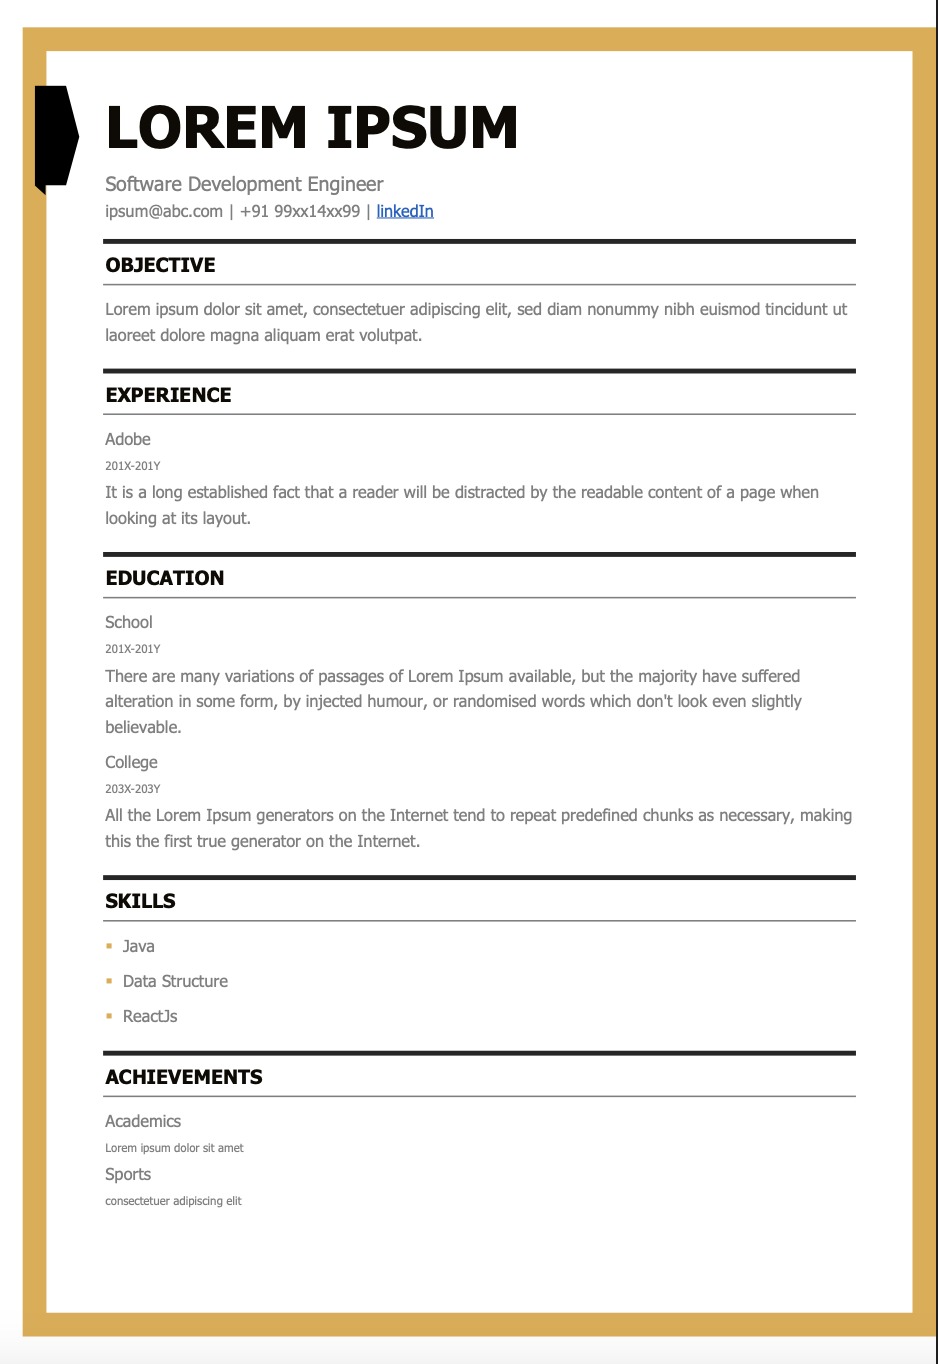 LOREM IPSUM
Software Development Engineer
ipsum@abc.com | +91 99xx14xx99 | linkedIn
OBJECTIVE
Lorem ipsum dolor sit amet, consectetuer adipiscing elit, sed diam nonummy nibh euismod tincidunt ut
laoreet dolore magna aliquam erat volutpat.
EXPERIENCE
Adobe
201X-201Y
It is a long established fact that a reader will be distracted by the readable content of a page when
looking at its layout.
EDUCATION
School
201X-201Y
There are many variations of passages of Lorem Ipsum available, but the majority have suffered
alteration in some form, by injected humour, or randomised words which don't look even slightly
believable.
College
203X-203Y
All the Lorem Ipsum generators on the Internet tend to repeat predefined chunks as necessary, making
this the first true generator on the Internet.
SKILLS
▪ Java
▪ Data Structure
▪ ReactJs
ACHIEVEMENTS
Academics
Lorem ipsum dolor sit amet
Sports
consectetuer adipiscing elit